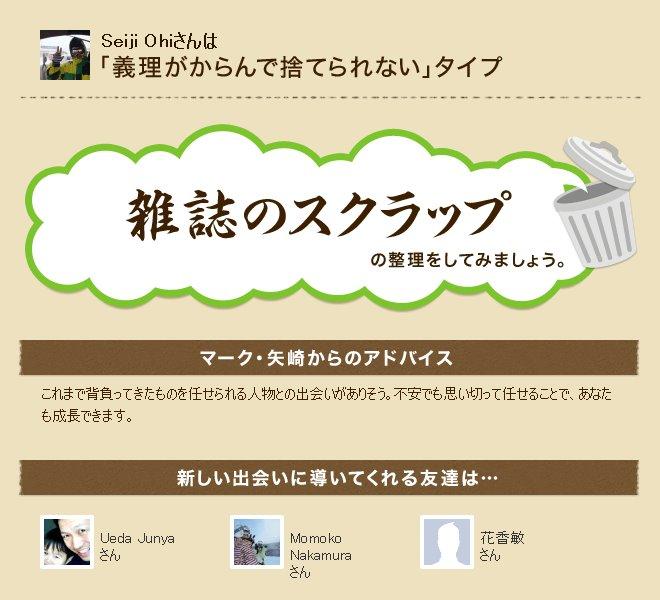 Seiji Ohiさんは
「義理がからんで捨てられない」タイプ
雑誌のスクラップ
の整理をしてみましょう。
マーク・矢崎からのアドバイス
これまで背負ってきたものを任せられる人物との出会いがありそう。不安でも思い切って任せることで、あなた
も成長できます。
新しい出会いに導いてくれる友達は…
Ueda Junya
さん
Momoko
Nakamura
さん
花香敏
さん